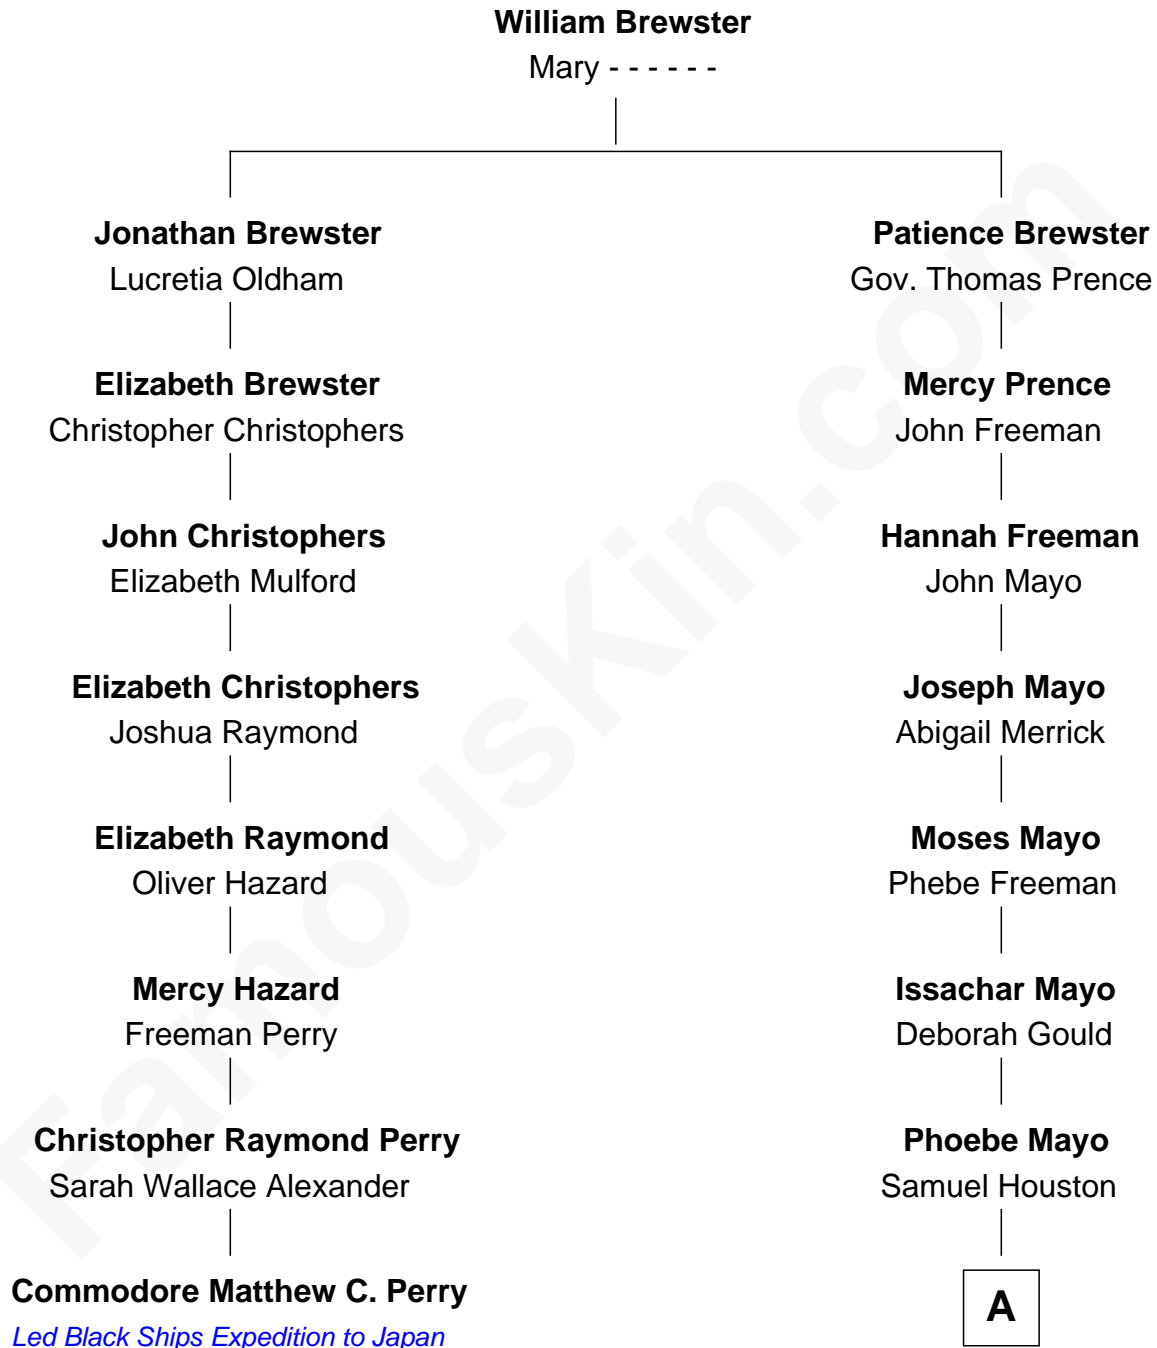 William Brewster
Mary - - - - - -
Jonathan Brewster
Lucretia Oldham
Patience Brewster
Gov. Thomas Prence
Elizabeth Brewster
Christopher Christophers
Mercy Prence
John Freeman
John Christophers
Elizabeth Mulford
Hannah Freeman
John Mayo
Elizabeth Christophers
Joshua Raymond
Joseph Mayo
Abigail Merrick
Elizabeth Raymond
Oliver Hazard
Moses Mayo
Phebe Freeman
Mercy Hazard
Freeman Perry
Issachar Mayo
Deborah Gould
Christopher Raymond Perry
Sarah Wallace Alexander
Phoebe Mayo
Samuel Houston
Commodore Matthew C. Perry
Led Black Ships Expedition to Japan
A
FamousKin.com